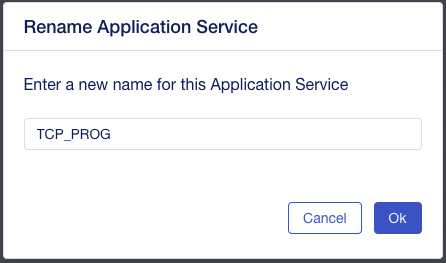 Rename Application Service
Enter a new name for this Application Service
TCP_PROG
Cancel
Ok